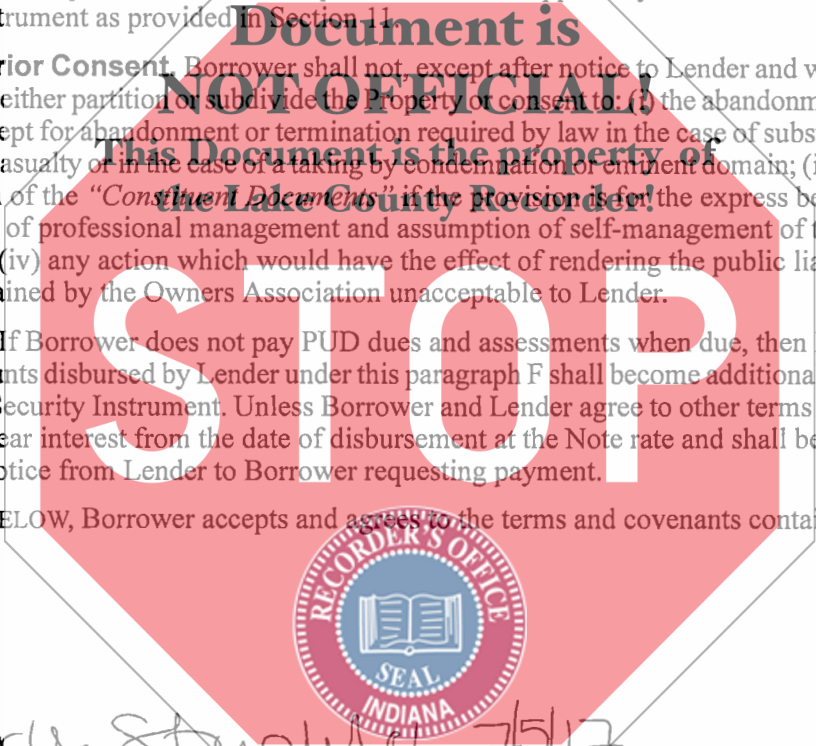 trument as provided in Section 11.
Document is
rior Consent. Borrower shall not, except after notice to Lender and w
NOT OFFICIAL!
either partition or subdivide the Property or consent to: (i) the abandonm
ept for abandonment or termination required by law in the case of subs
This Document is the property of
asualty or in the case of a taking by condemnation or eminent domain; (i
the Lake County Recorder!
of the “Constituent Documents” if the provision is for the express be
of professional management and assumption of self-management of t
(iv) any action which would have the effect of rendering the public lia
ained by the Owners Association unacceptable to Lender.
STOP
If Borrower does not pay PUD dues and assessments when due, then
nts disbursed by Lender under this paragraph F shall become additiona
ecurity Instrument. Unless Borrower and Lender agree to other terms
ear interest from the date of disbursement at the Note rate and shall be
otice from Lender to Borrower requesting payment.
ELOW, Borrower accepts and agrees to the terms and covenants contai
RECORDER'S OFFICE
SEAL
INDIANA
7/5/17